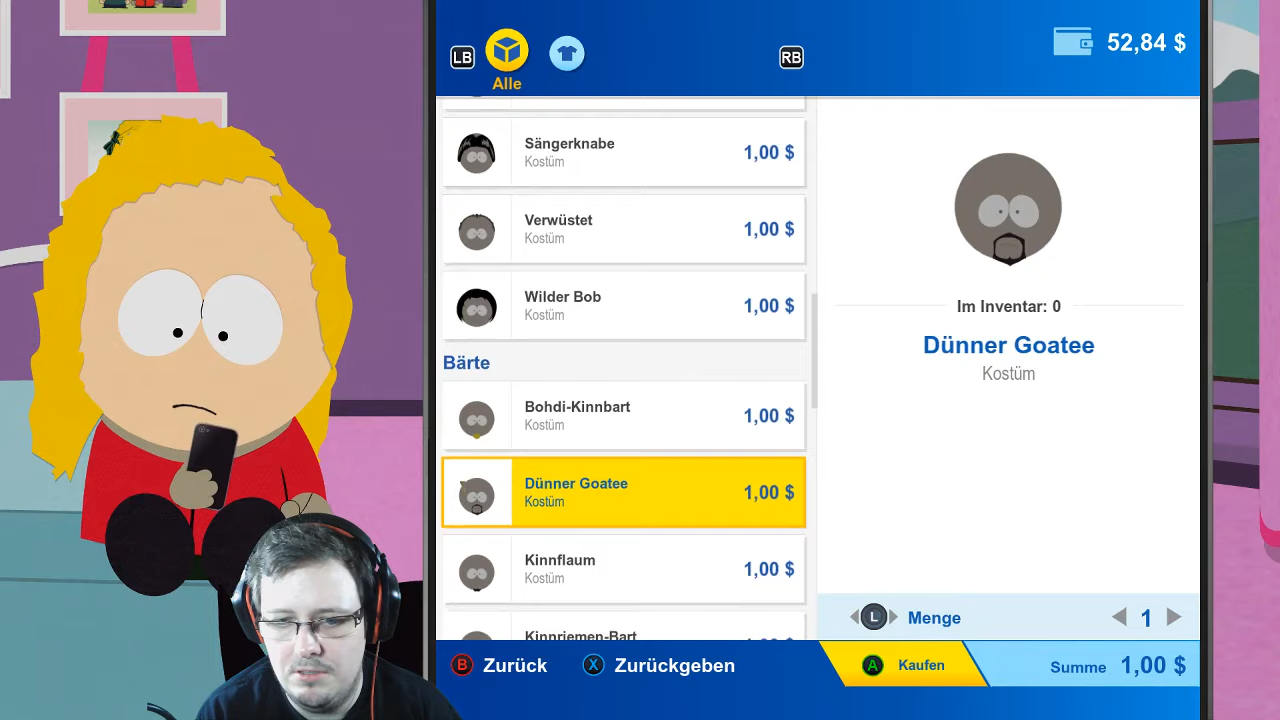 LB
RB
52,84 $
Alle
Sängerknabe
Kostüm
1,00 $
Verwüstet
Kostüm
1,00 $
Wilder Bob
Kostüm
1,00 $
Bärte
Bohdi-Kinnbart
Kostüm
1,00 $
Dünner Goatee
Kostüm
1,00 $
Kinnflaum
Kostüm
1,00 $
Kinnriemen-Bart
Im Inventar: 0
Dünner Goatee
Kostüm
L Menge 1
B Zurück
X Zurückgeben
A Kaufen
Summe 1,00 $